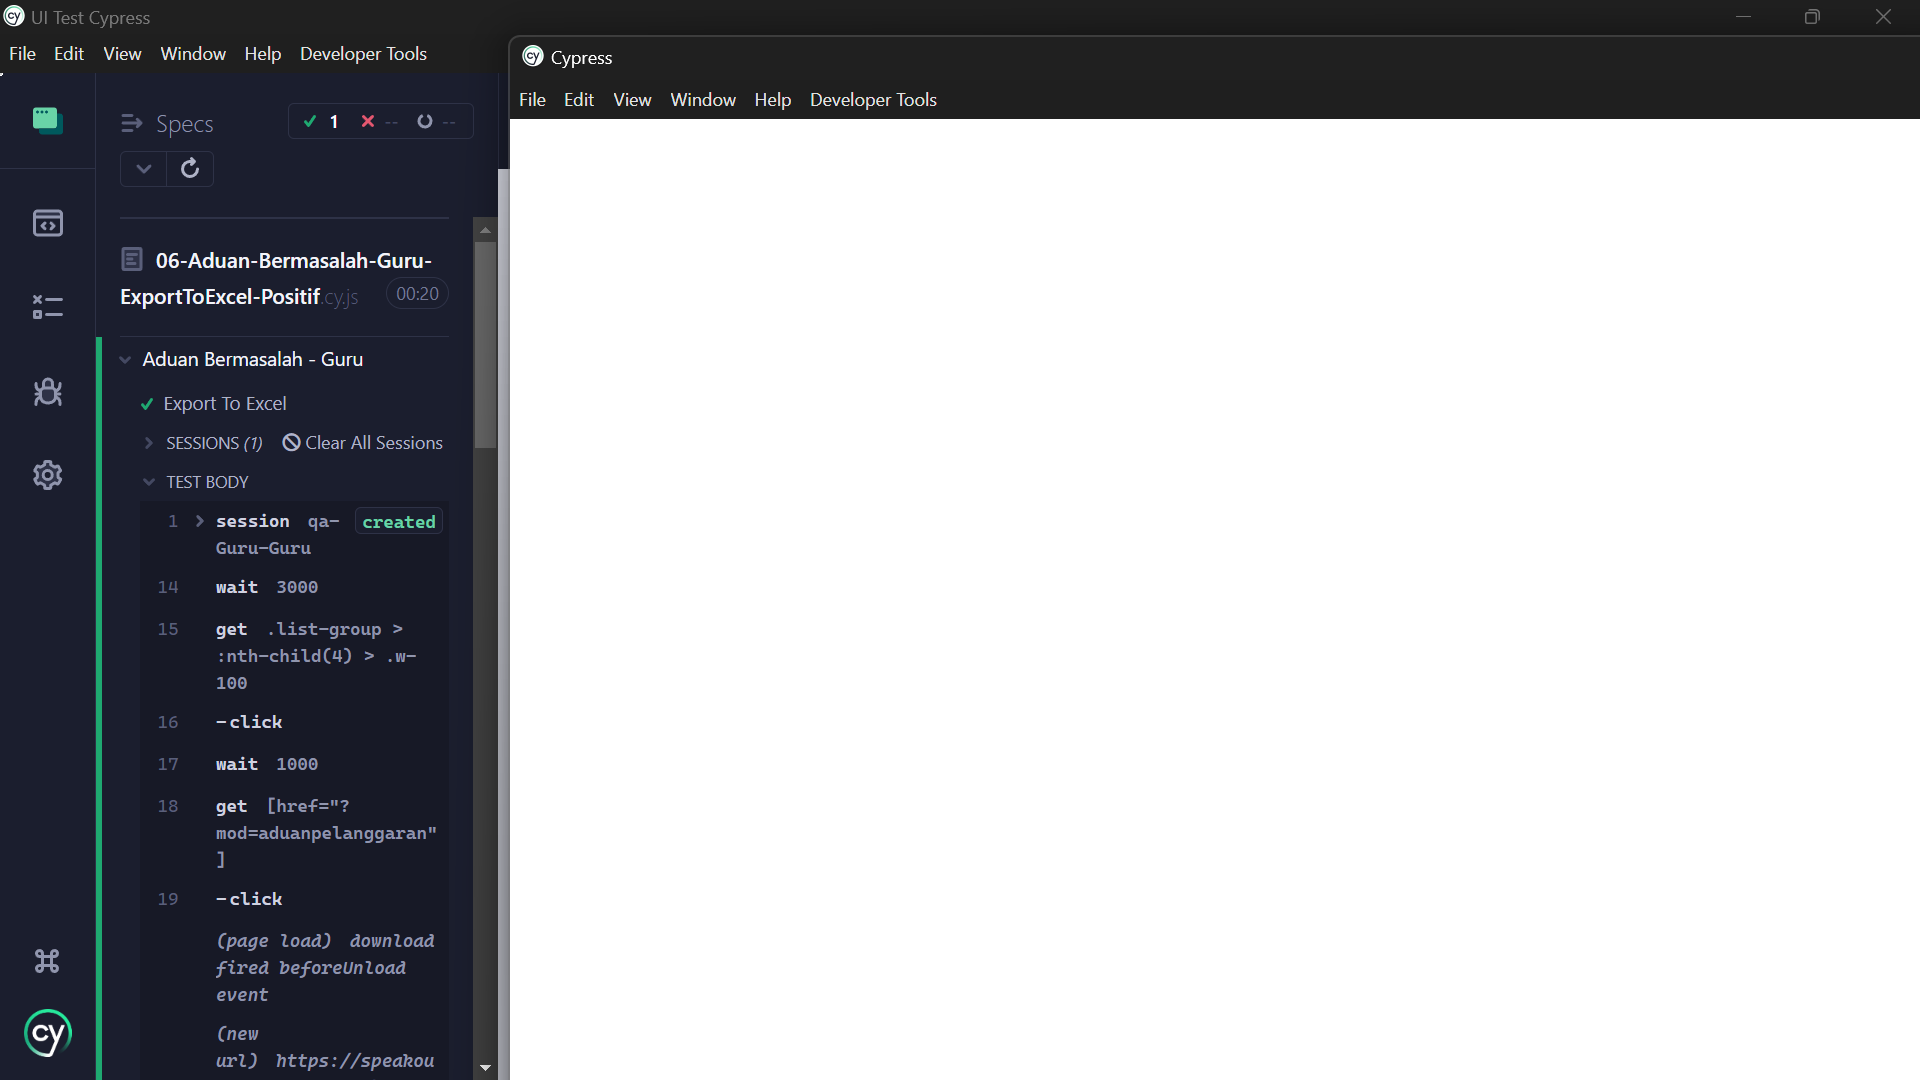 UI Test Cypress
File Edit View Window Help Developer Tools
Cypress
File Edit View Window Help Developer Tools
Specs
1 -- --
06-Aduan-Bermasalah-Guru-
ExportToExcel-Positif.cy.js 00:20
Aduan Bermasalah - Guru
Export To Excel
SESSIONS (1) Clear All Sessions
TEST BODY
1 session qa- created
Guru-Guru
14 wait 3000
15 get .list-group >
:nth-child(4) > .w-
100
16 -click
17 wait 1000
18 get [href="?
mod=aduanpelanggaran"
]
19 -click
(page load) download
fired beforeUnload
event
(new
url) https://speakou
cy